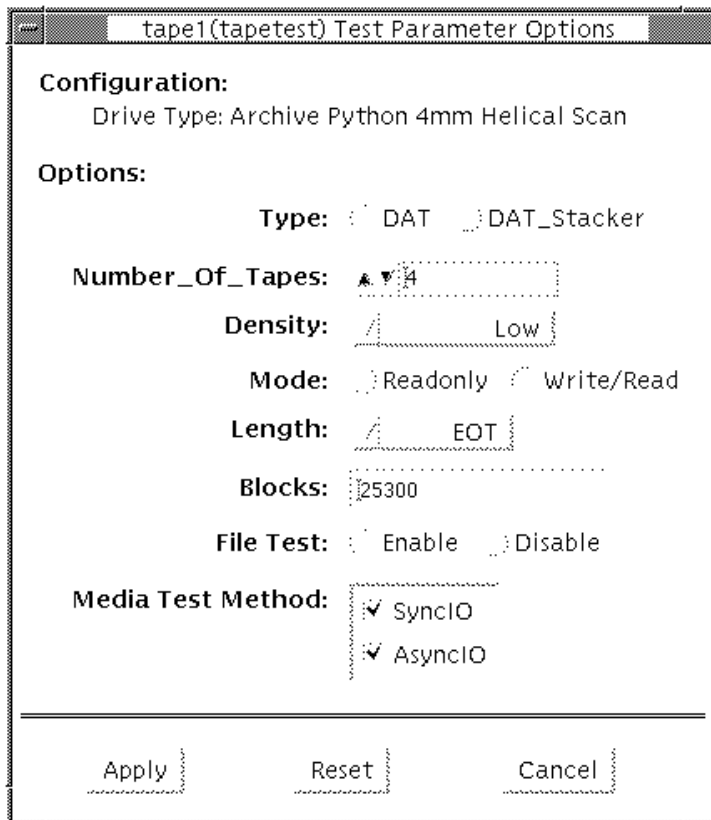 tape1(tapetest) Test Parameter Options
Configuration:
Drive Type: Archive Python 4mm Helical Scan
Options:
Type: DAT DAT_Stacker
Number_Of_Tapes: 4
Density: Low
Mode: Readonly Write/Read
Length: EOT
Blocks: 25300
File Test: Enable Disable
Media Test Method: SyncIO
AsyncIO
Apply Reset Cancel